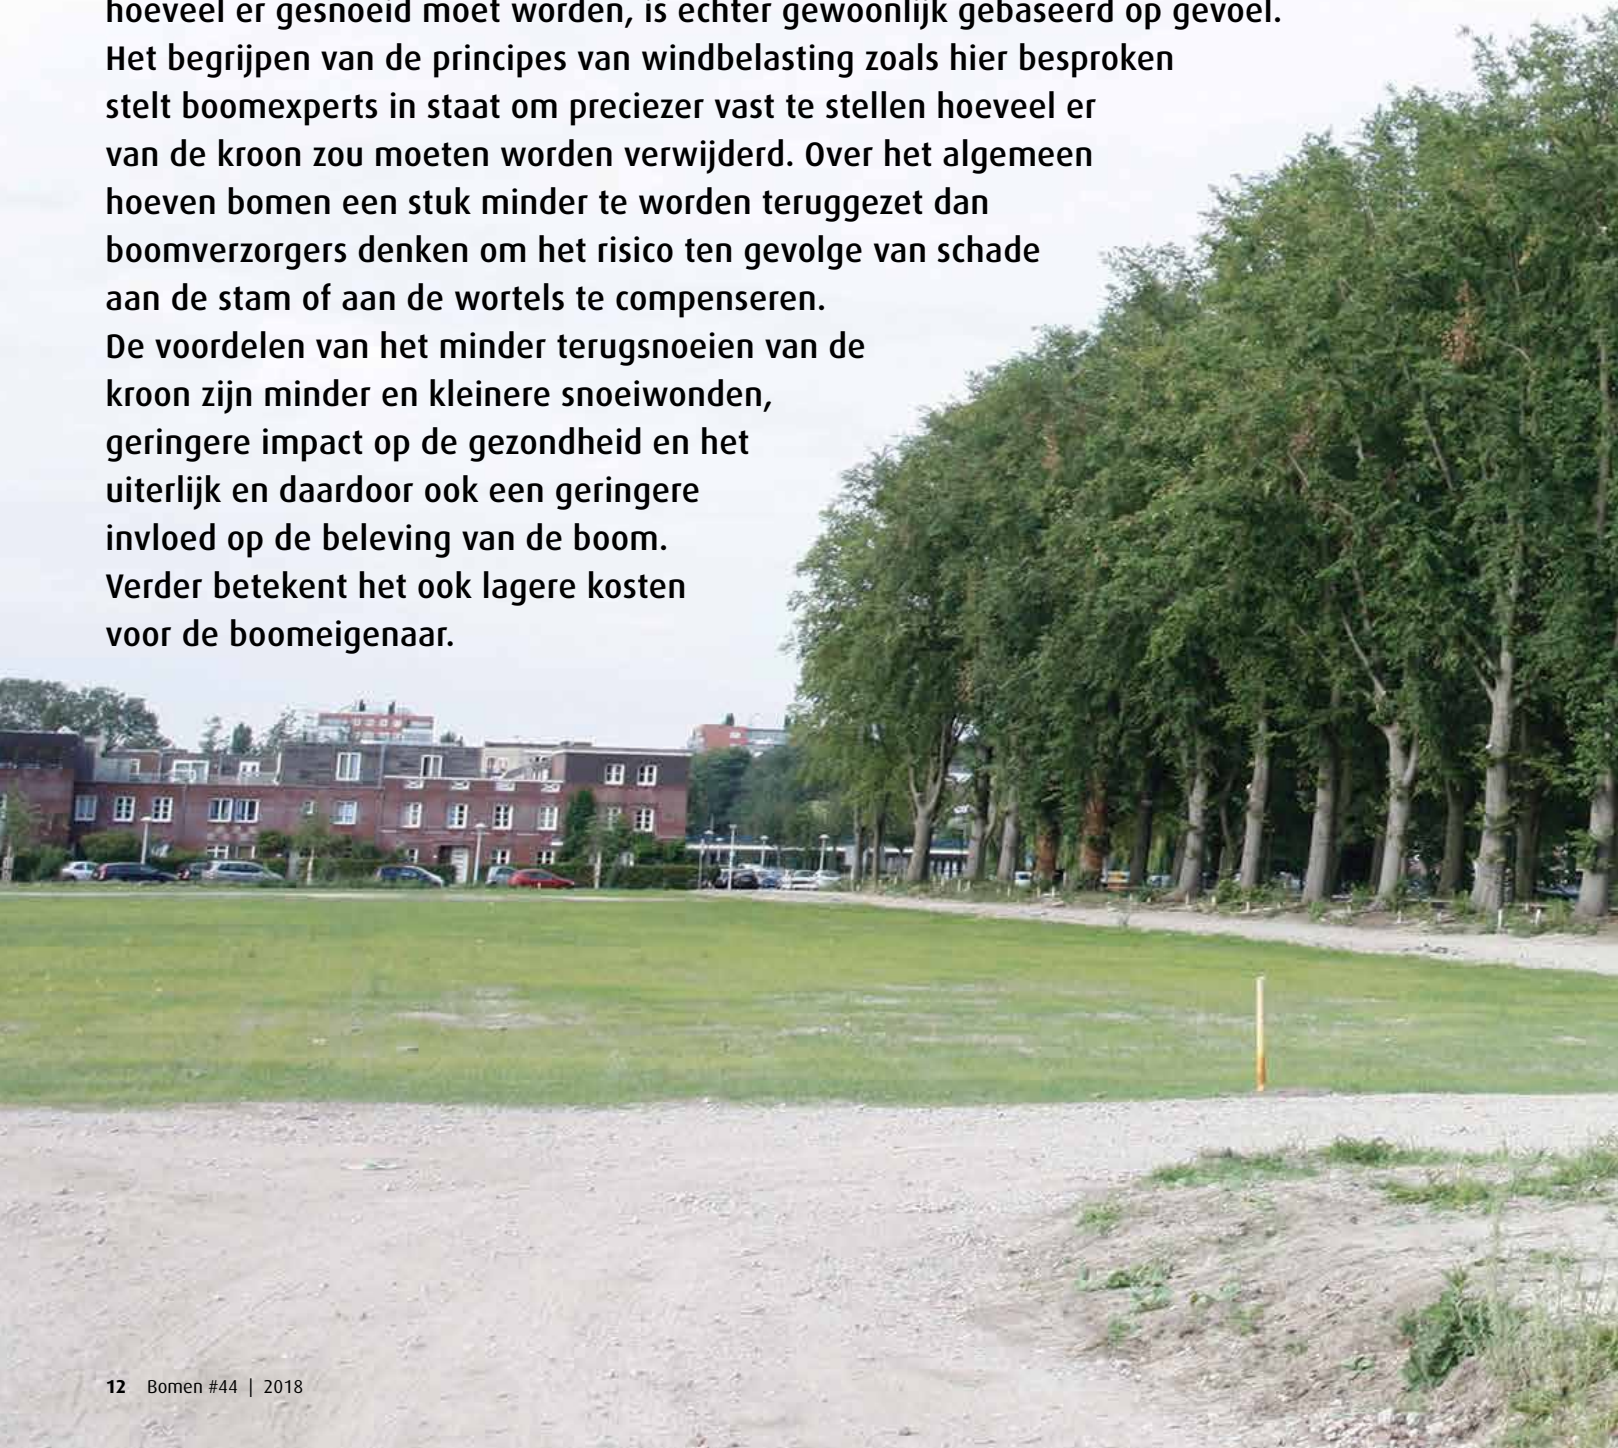 hoeveel er gesnoeid moet worden, is echter gewoonlijk gebaseerd op gevoel.
Het begrijpen van de principes van windbelasting zoals hier besproken
stelt boomexperts in staat om preciezer vast te stellen hoeveel er
van de kroon zou moeten worden verwijderd. Over het algemeen
hoeven bomen een stuk minder te worden teruggezet dan
boomverzorgers denken om het risico ten gevolge van schade
aan de stam of aan de wortels te compenseren.
De voordelen van het minder terugsnoeien van de
kroon zijn minder en kleinere snoeiwonden,
geringere impact op de gezondheid en het
uiterlijk en daardoor ook een geringere
invloed op de beleving van de boom.
Verder betekent het ook lagere kosten
voor de boomeigenaar.
12 Bomen #44 | 2018